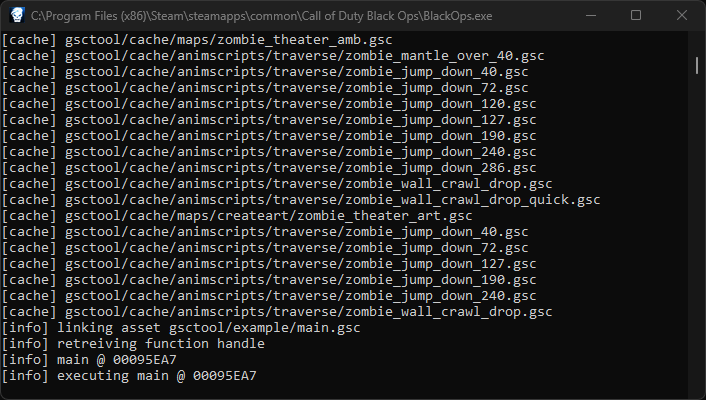 C:\Program Files (x86)\Steam\steamapps\common\Call of Duty Black Ops\BlackOps.exe
[cache] gsctool/cache/maps/zombie_theater_amb.gsc
[cache] gsctool/cache/animscripts/traverse/zombie_mantle_over_40.gsc
[cache] gsctool/cache/animscripts/traverse/zombie_jump_down_40.gsc
[cache] gsctool/cache/animscripts/traverse/zombie_jump_down_72.gsc
[cache] gsctool/cache/animscripts/traverse/zombie_jump_down_120.gsc
[cache] gsctool/cache/animscripts/traverse/zombie_jump_down_127.gsc
[cache] gsctool/cache/animscripts/traverse/zombie_jump_down_190.gsc
[cache] gsctool/cache/animscripts/traverse/zombie_jump_down_240.gsc
[cache] gsctool/cache/animscripts/traverse/zombie_jump_down_286.gsc
[cache] gsctool/cache/animscripts/traverse/zombie_wall_crawl_drop.gsc
[cache] gsctool/cache/animscripts/traverse/zombie_wall_crawl_drop_quick.gsc
[cache] gsctool/cache/maps/createart/zombie_theater_art.gsc
[cache] gsctool/cache/animscripts/traverse/zombie_jump_down_40.gsc
[cache] gsctool/cache/animscripts/traverse/zombie_jump_down_72.gsc
[cache] gsctool/cache/animscripts/traverse/zombie_jump_down_127.gsc
[cache] gsctool/cache/animscripts/traverse/zombie_jump_down_190.gsc
[cache] gsctool/cache/animscripts/traverse/zombie_jump_down_240.gsc
[cache] gsctool/cache/animscripts/traverse/zombie_wall_crawl_drop.gsc
[info] linking asset gsctool/example/main.gsc
[info] retreiving function handle
[info] main @ 00095EA7
[info] executing main @ 00095EA7